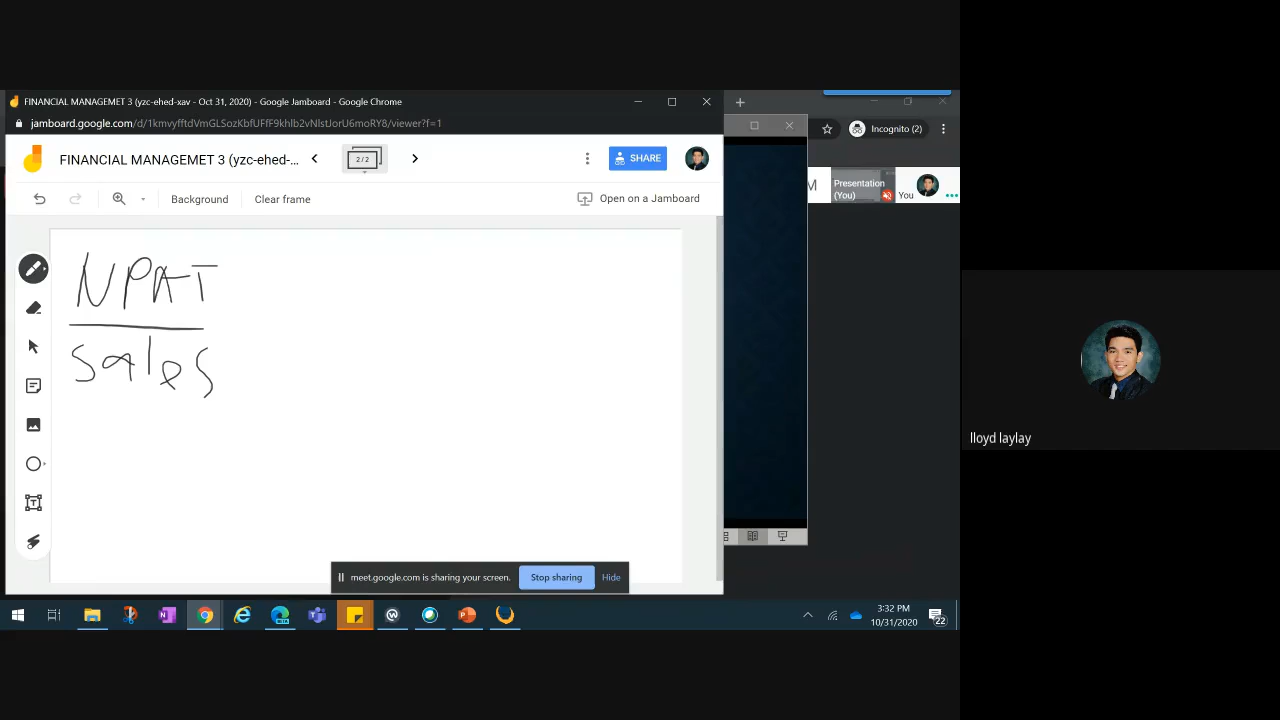 FINANCIAL MANAGEMET 3 (yzc-ehed-xav - Oct 31, 2020) - Google Jamboard - Google Chrome
jamboard.google.com/d/1kmvyfftdVmGLSozKbfUFfF9khlb2vNlstJorU6moRY8/viewer?f=1
Incognito (2)
FINANCIAL MANAGEMET 3 (yzc-ehed-...
2 / 2
SHARE
M
Presentation
(You)
You
Background
Clear frame
Open on a Jamboard
NPAT
sales
lloyd laylay
meet.google.com is sharing your screen.
Stop sharing
Hide
3:32 PM
10/31/2020
22